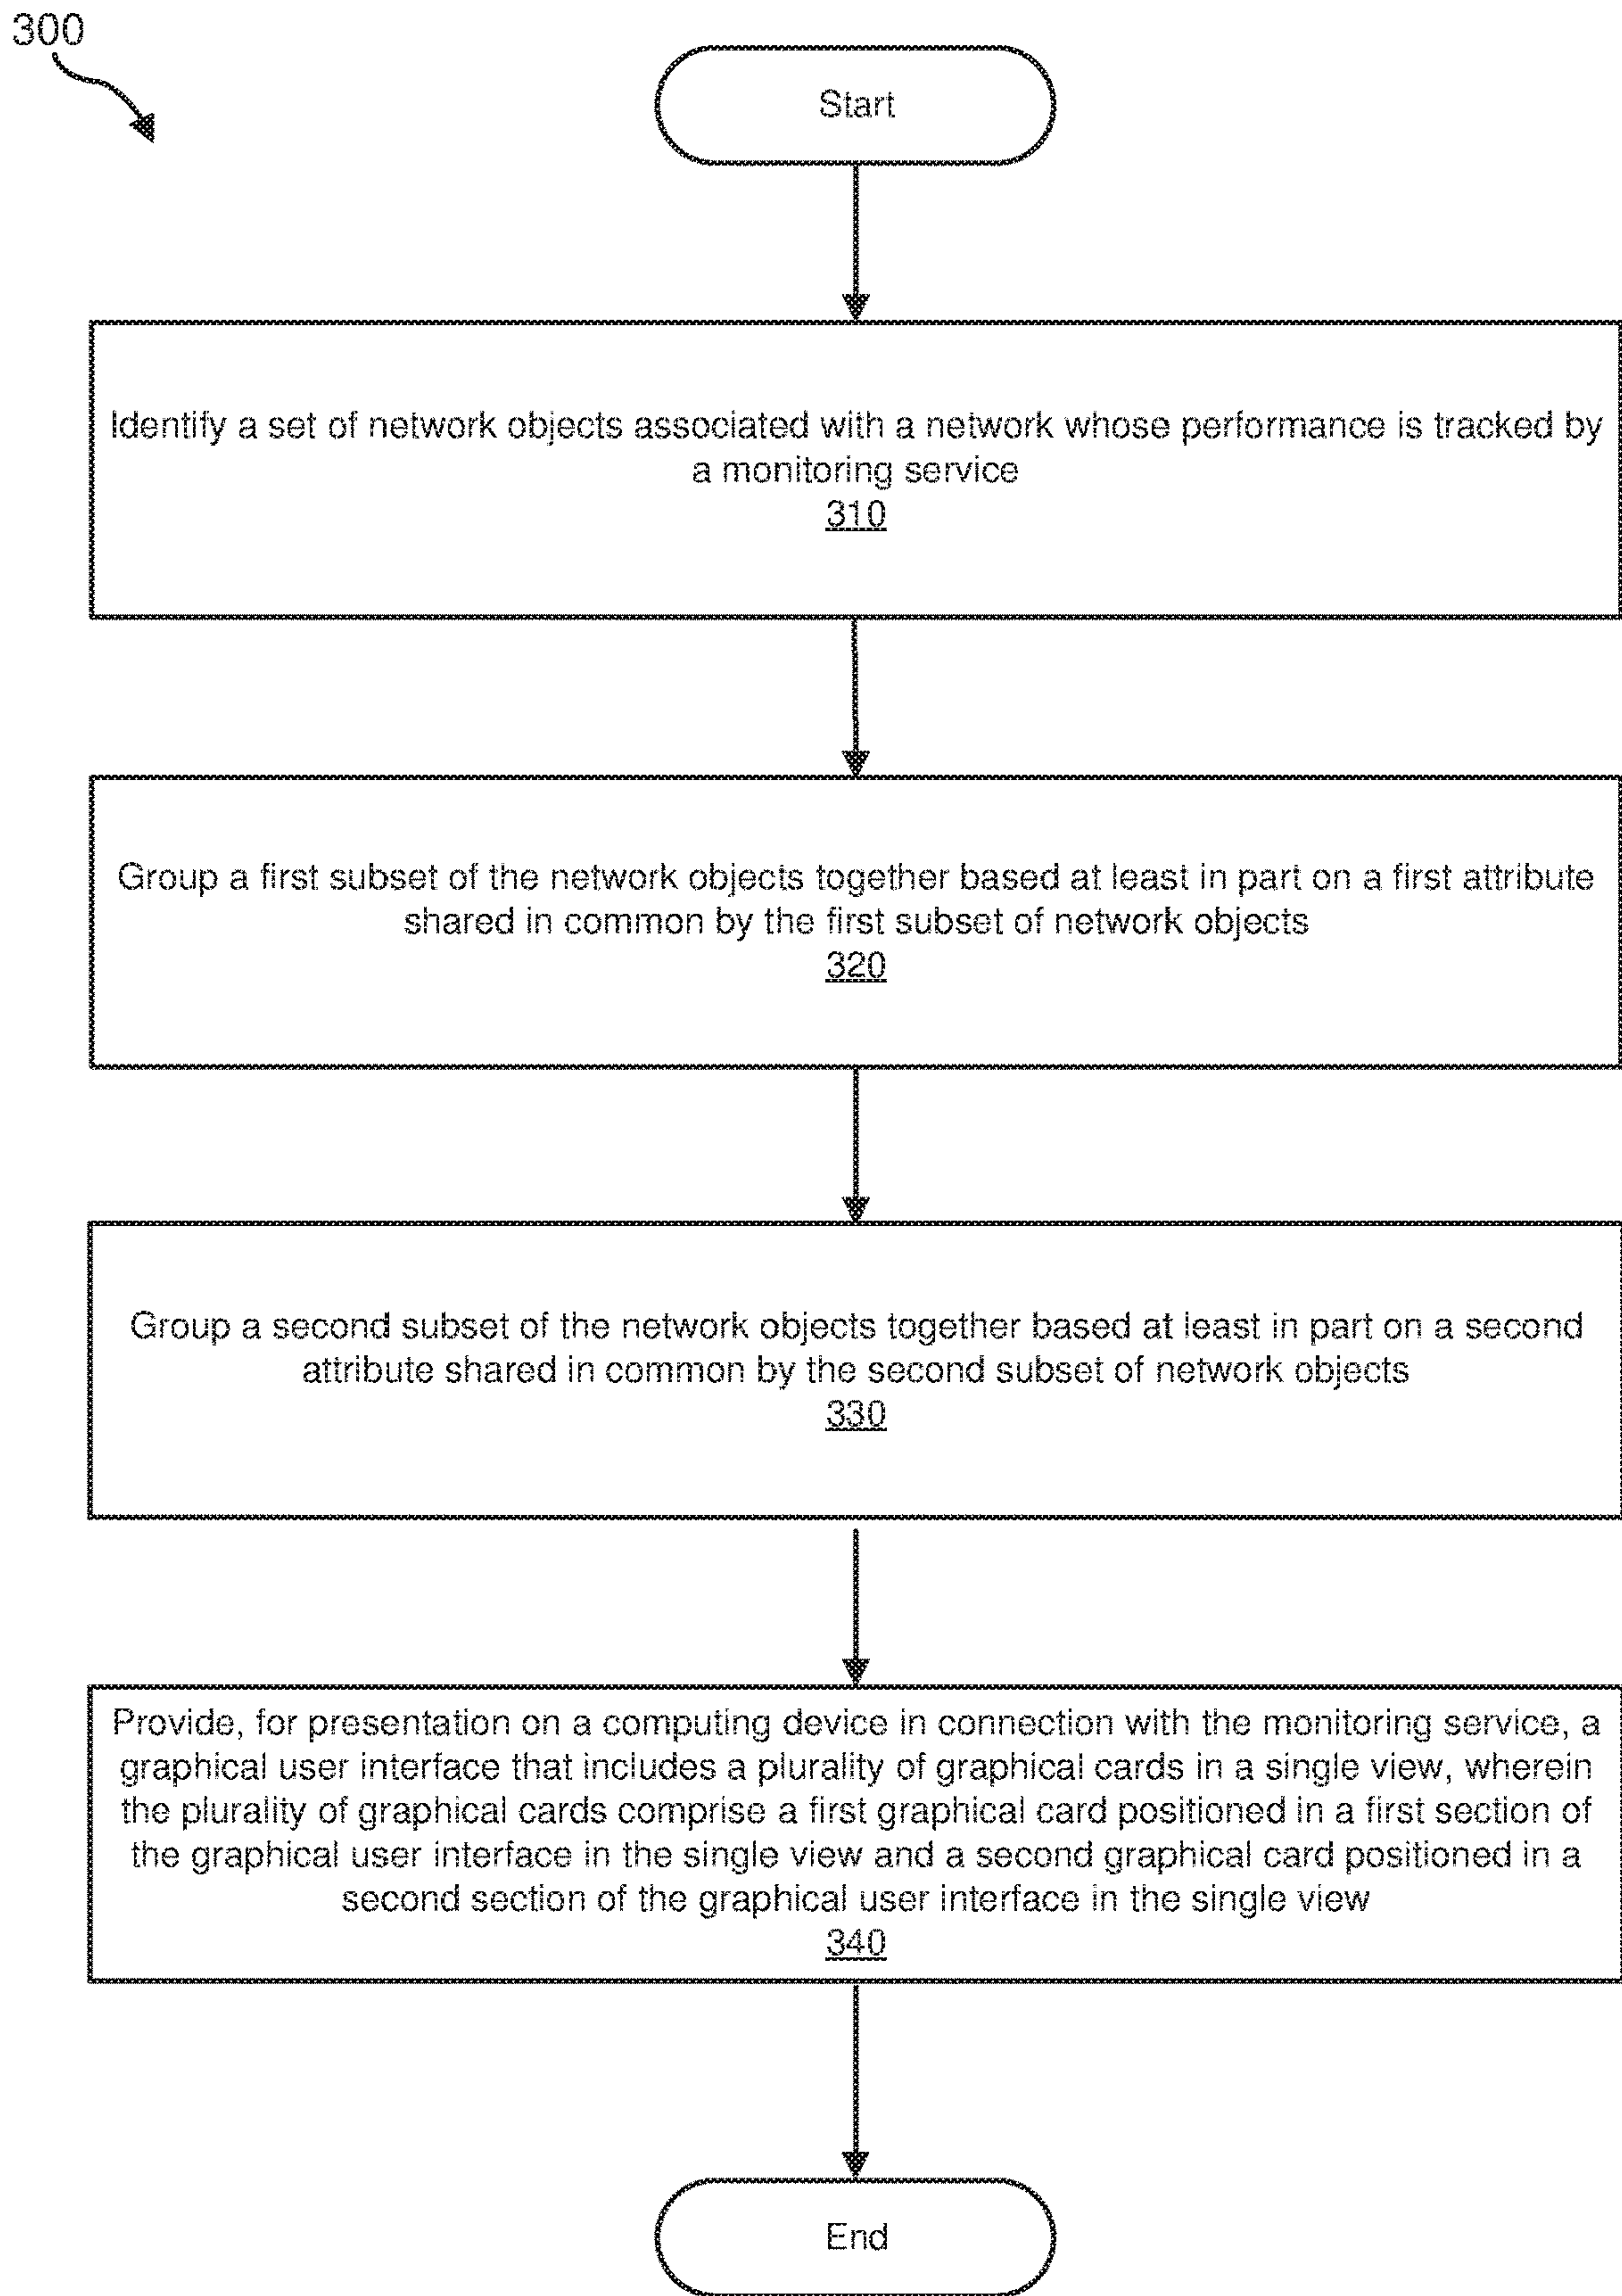 300
Start
Identify a set of network objects associated with a network whose performance is tracked by
a monitoring service
310
Group a first subset of the network objects together based at least in part on a first attribute
shared in common by the first subset of network objects
320
Group a second subset of the network objects together based at least in part on a second
attribute shared in common by the second subset of network objects
330
Provide, for presentation on a computing device in connection with the monitoring service, a
graphical user interface that includes a plurality of graphical cards in a single view, wherein
the plurality of graphical cards comprise a first graphical card positioned in a first section of
the graphical user interface in the single view and a second graphical card positioned in a
second section of the graphical user interface in the single view
340
End